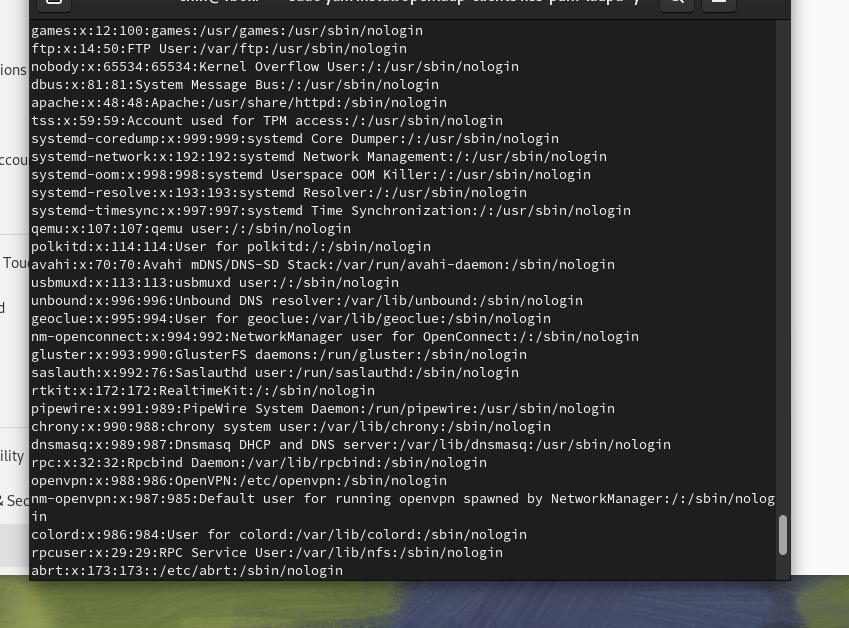 games:x:12:100:games:/usr/games:/usr/sbin/nologin
ftp:x:14:50:FTP User:/var/ftp:/usr/sbin/nologin
nobody:x:65534:65534:Kernel Overflow User:/:/usr/sbin/nologin
ions
dbus:x:81:81:System Message Bus:/:/usr/sbin/nologin
apache:x:48:48:Apache:/usr/share/httpd:/sbin/nologin
tss:x:59:59:Account used for TPM access:/:/usr/sbin/nologin
systemd-coredump:x:999:999:systemd Core Dumper:/:/usr/sbin/nologin
systemd-network:x:192:192:systemd Network Management:/:/usr/sbin/nologin
ccou
systemd-oom:x:998:998:systemd Userspace OOM Killer:/:/usr/sbin/nologin
systemd-resolve:x:193:193:systemd Resolver:/:/usr/sbin/nologin
systemd-timesync:x:997:997:systemd Time Synchronization:/:/usr/sbin/nologin
qemu:x:107:107:qemu user:/:/sbin/nologin
polkitd:x:114:114:User for polkitd:/:/sbin/nologin
avahi:x:70:70:Avahi mDNS/DNS-SD Stack:/var/run/avahi-daemon:/sbin/nologin
Tou
usbmuxd:x:113:113:usbmuxd user:/:/sbin/nologin
unbound:x:996:996:Unbound DNS resolver:/var/lib/unbound:/sbin/nologin
d
geoclue:x:995:994:User for geoclue:/var/lib/geoclue:/sbin/nologin
nm-openconnect:x:994:992:NetworkManager user for OpenConnect:/:/sbin/nologin
gluster:x:993:990:GlusterFS daemons:/run/gluster:/sbin/nologin
saslauth:x:992:76:Saslauthd user:/run/saslauthd:/sbin/nologin
rtkit:x:172:172:RealtimeKit:/:/sbin/nologin
pipewire:x:991:989:PipeWire System Daemon:/run/pipewire:/usr/sbin/nologin
chrony:x:990:988:chrony system user:/var/lib/chrony:/sbin/nologin
dnsmasq:x:989:987:Dnsmasq DHCP and DNS server:/var/lib/dnsmasq:/usr/sbin/nologin
ility
rpc:x:32:32:Rpcbind Daemon:/var/lib/rpcbind:/sbin/nologin
openvpn:x:988:986:OpenVPN:/etc/openvpn:/sbin/nologin
nm-openvpn:x:987:985:Default user for running openvpn spawned by NetworkManager:/:/sbin/nolog
& Sec
in
colord:x:986:984:User for colord:/var/lib/colord:/sbin/nologin
rpcuser:x:29:29:RPC Service User:/var/lib/nfs:/sbin/nologin
abrt:x:173:173::/etc/abrt:/sbin/nologin